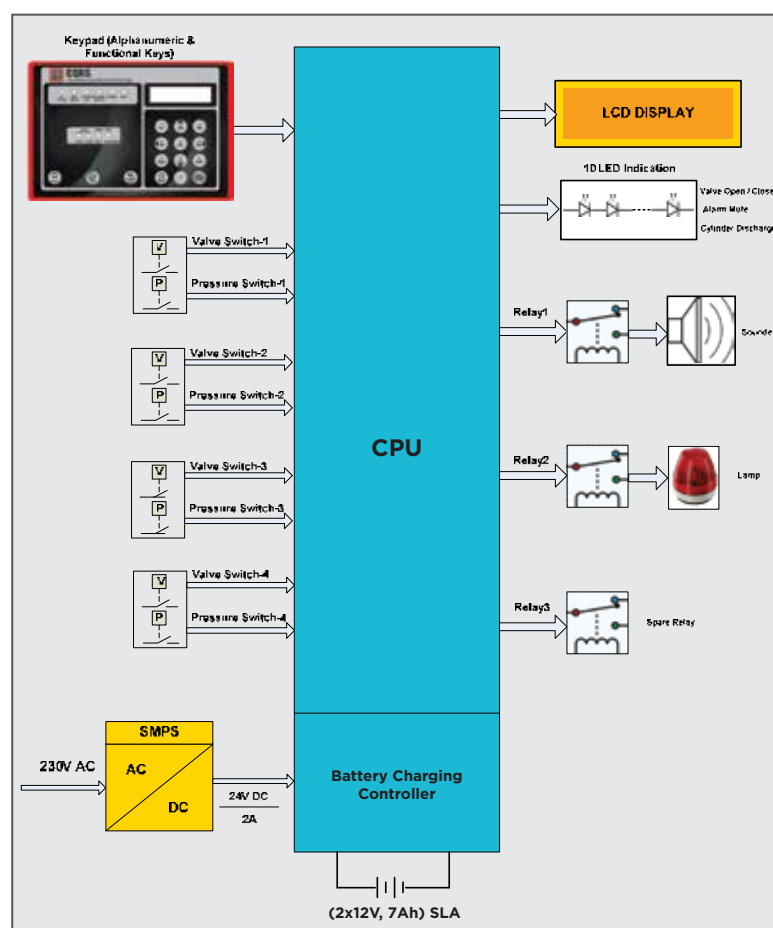 Keypad (Alphanumeric &
Functional Keys)
LCD DISPLAY
10LED Indication
Valve Open / Close
Alarm Mute
Cylinder Discharge
Valve Switch-1
Pressure Switch-1
Relay1
Sounde
Valve Switch-2
Pressure Switch-2
CPU
Relay2
Lamp
Valve Switch-3
Pressure Switch-3
Valve Switch-4
Pressure Switch-4
Relay3
Spare Relay
V
P
V
P
V
P
V
P
SMPS
230V AC
AC
DC
24V DC
2A
Battery Charging
Controller
(2x12V, 7Ah) SLA